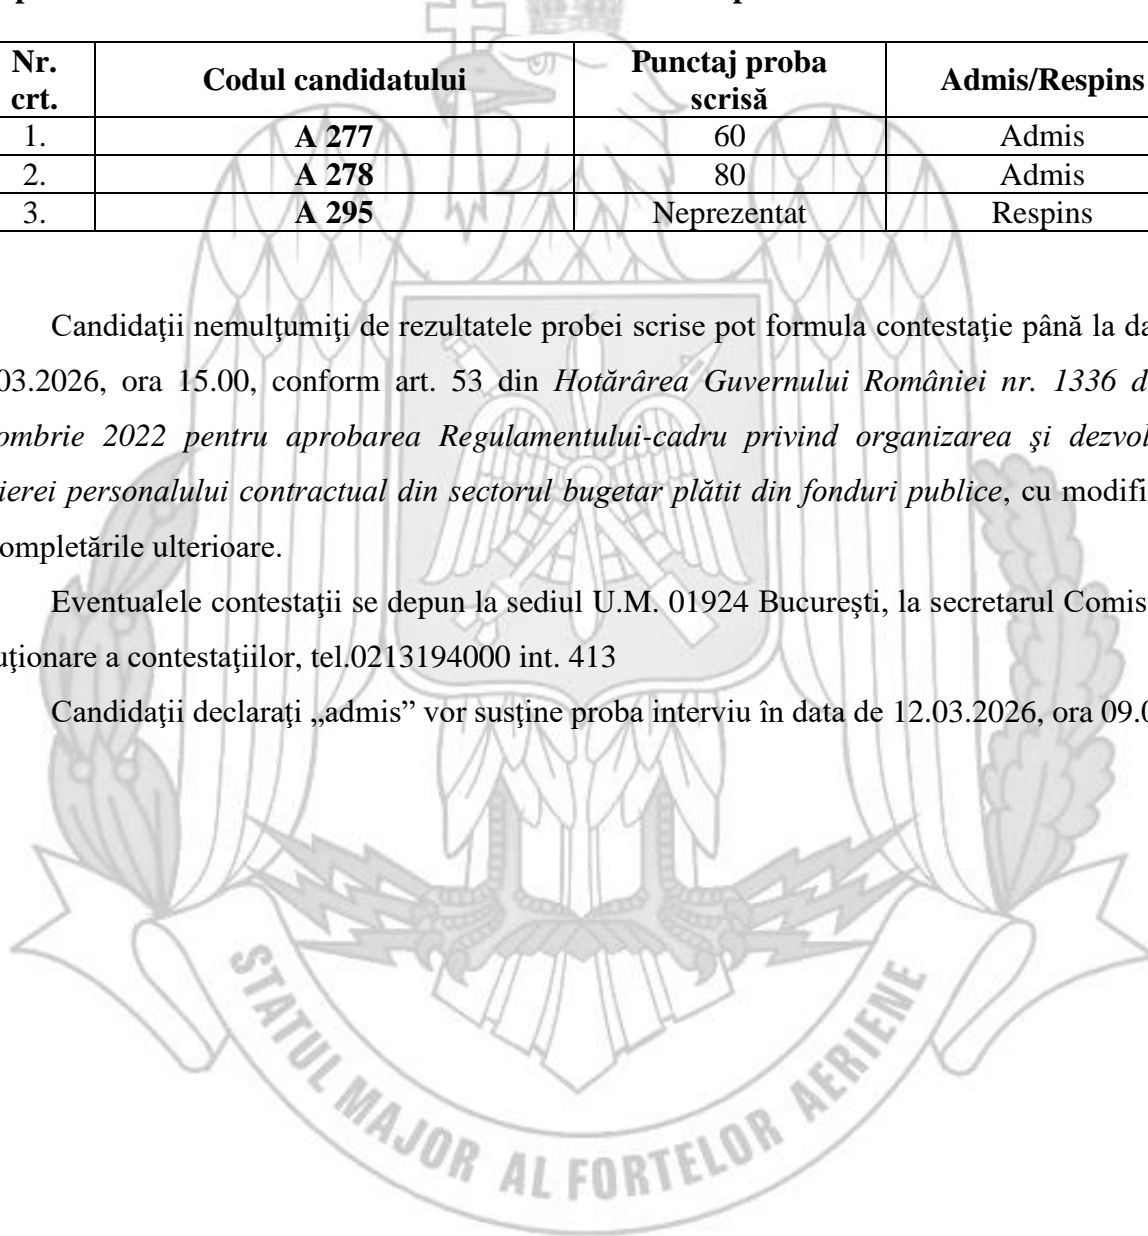 Nr. crt. Codul candidatului Punctaj proba scrisă Admis/Respins
1. A 277 60 Admis
2. A 278 80 Admis
3. A 295 Neprezentat Respins
Candidaţii nemulţumiţi de rezultatele probei scrise pot formula contestaţie până la da
03.2026, ora 15.00, conform art. 53 din Hotărârea Guvernului României nr. 1336 d
ombrie 2022 pentru aprobarea Regulamentului-cadru privind organizarea şi dezvol
ierei personalului contractual din sectorul bugetar plătit din fonduri publice, cu modifi
ompletările ulterioare.
Eventualele contestaţii se depun la sediul U.M. 01924 Bucureşti, la secretarul Comis
uţionare a contestaţiilor, tel.0213194000 int. 413
Candidaţii declaraţi „admis” vor susţine proba interviu în data de 12.03.2026, ora 09.0
STATUL MAJOR AL FORTELOR AERIENE